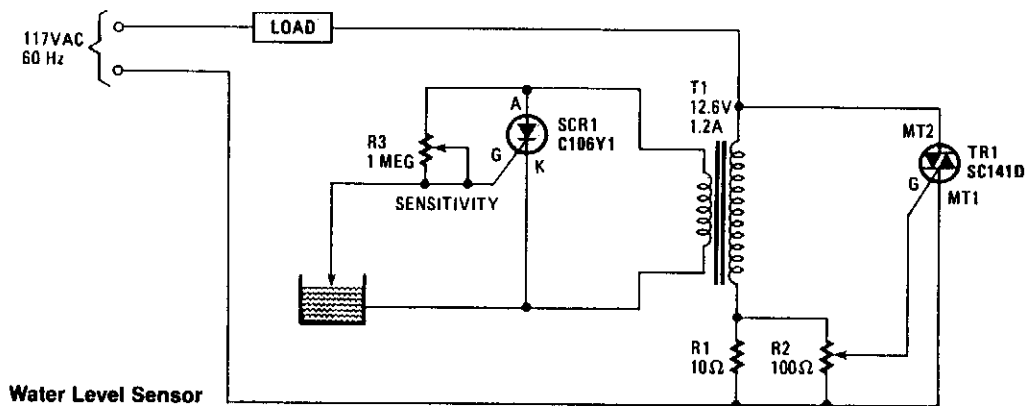 117VAC
60 Hz
LOAD
T1
12.6V
1.2A
A
SCR1
C106Y1
R3
1 MEG
G
K
SENSITIVITY
MT2
TR1
SC141D
G
MT1
R1
10Ω
R2
100Ω
Water Level Sensor